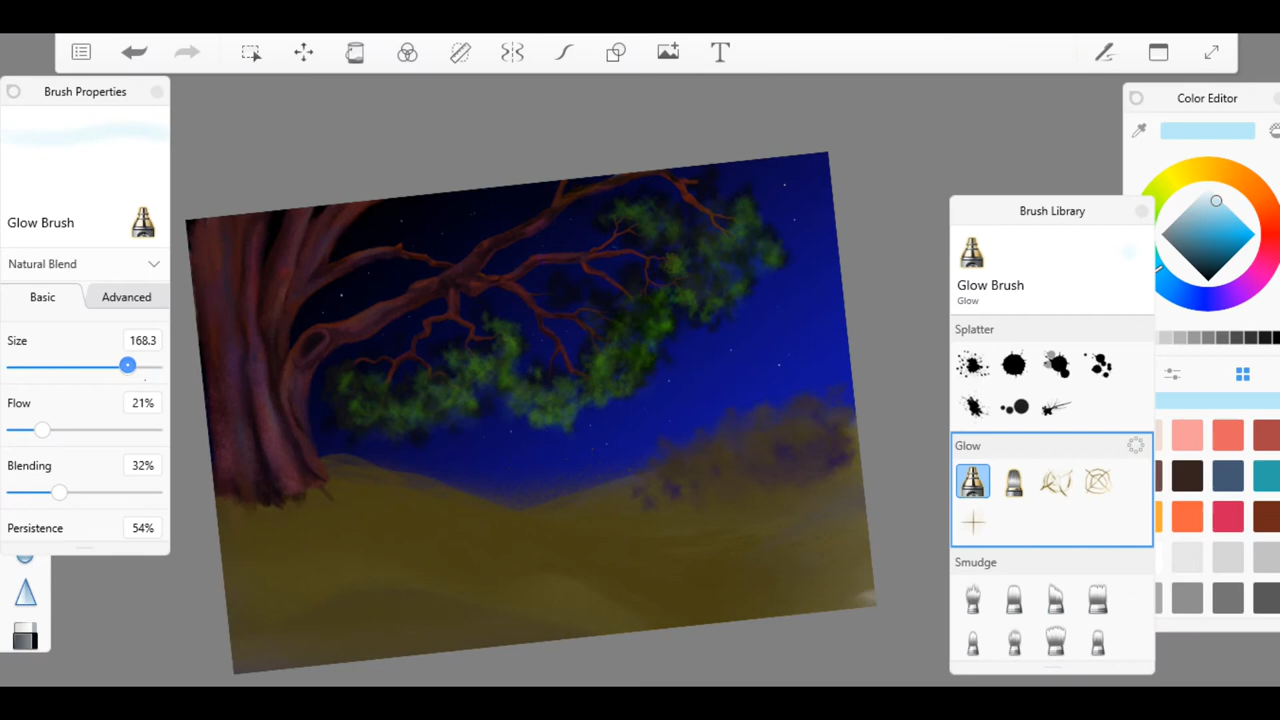 T
Brush Properties
Color Editor
Brush Library
Glow Brush
Glow Brush
Glow
Natural Blend
Basic
Advanced
Splatter
Size
168.3
Flow
21%
Glow
Blending
32%
Persistence
54%
Smudge